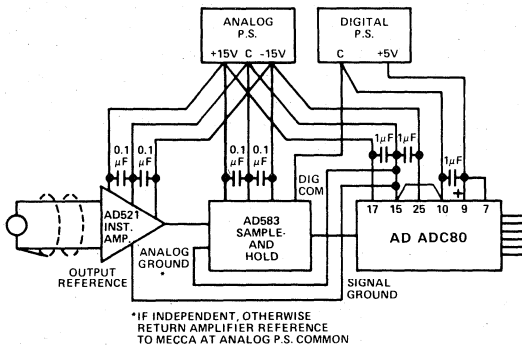 ANALOG
P.S.
+15V C -15V
DIGITAL
P.S.
C +5V
0.1
µF
0.1
µF
0.1
µF
0.1
µF
1µF
1µF
1µF
+
DIG
COM
17 15 25 10 9 7
AD521
INST.
AMP.
AD583
SAMPLE-
AND
HOLD
AD ADC80
ANALOG
GROUND
*
OUTPUT
REFERENCE
SIGNAL
GROUND
*IF INDEPENDENT, OTHERWISE
RETURN AMPLIFIER REFERENCE
TO MECCA AT ANALOG P.S. COMMON